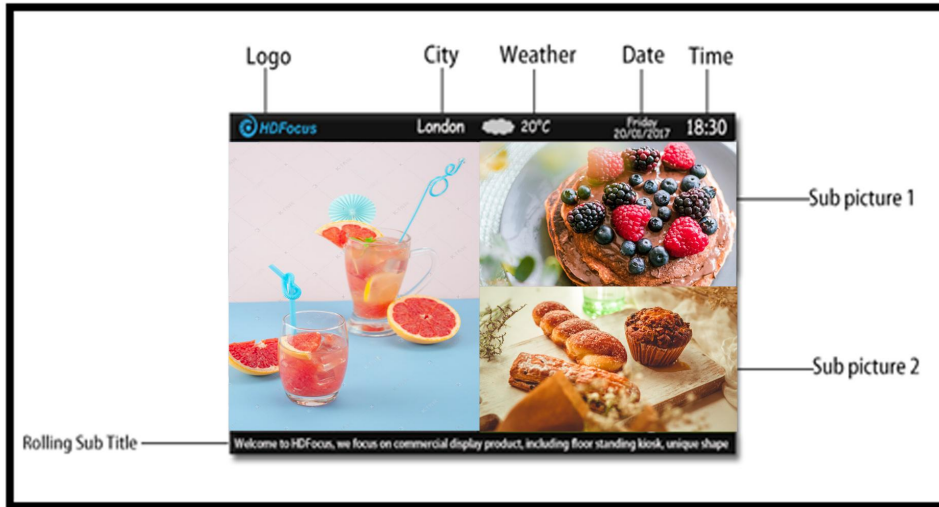 Logo
City
Weather
Date
Time
HDFocus
London
20°C
Friday
20/01/2017
18:30
Sub picture 1
Sub picture 2
Rolling Sub Title
Welcome to HDFocus, we focus on commercial display product, including floor standing kiosk, unique shape